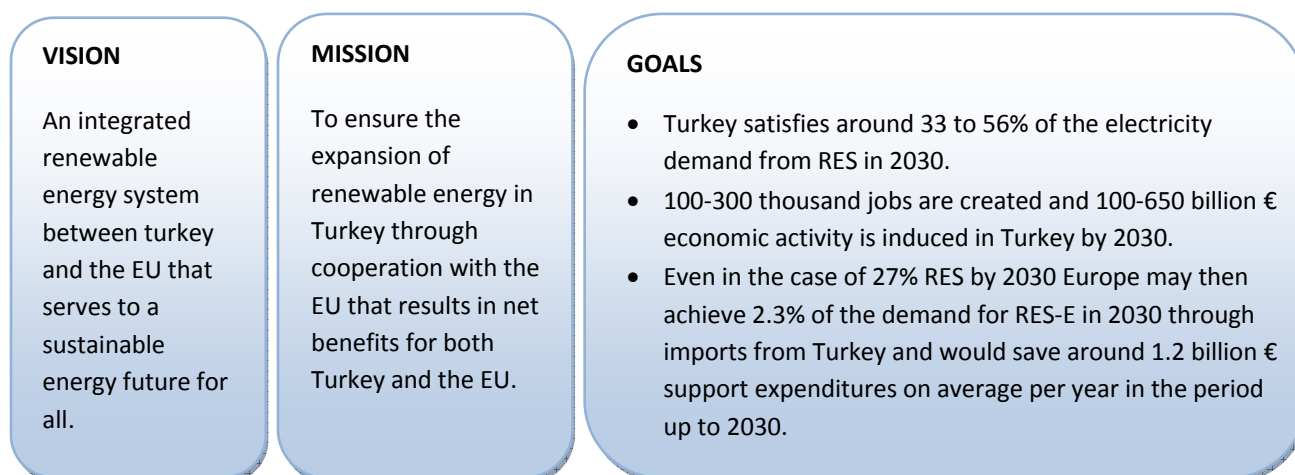 VISION
An integrated
renewable
energy system
between turkey
and the EU that
serves to a
sustainable
energy future for
all.
MISSION
To ensure the
expansion of
renewable energy in
Turkey through
cooperation with the
EU that results in net
benefits for both
Turkey and the EU.
GOALS
• Turkey satisfies around 33 to 56% of the electricity
demand from RES in 2030.
• 100-300 thousand jobs are created and 100-650 billion €
economic activity is induced in Turkey by 2030.
• Even in the case of 27% RES by 2030 Europe may then
achieve 2.3% of the demand for RES-E in 2030 through
imports from Turkey and would save around 1.2 billion €
support expenditures on average per year in the period
up to 2030.